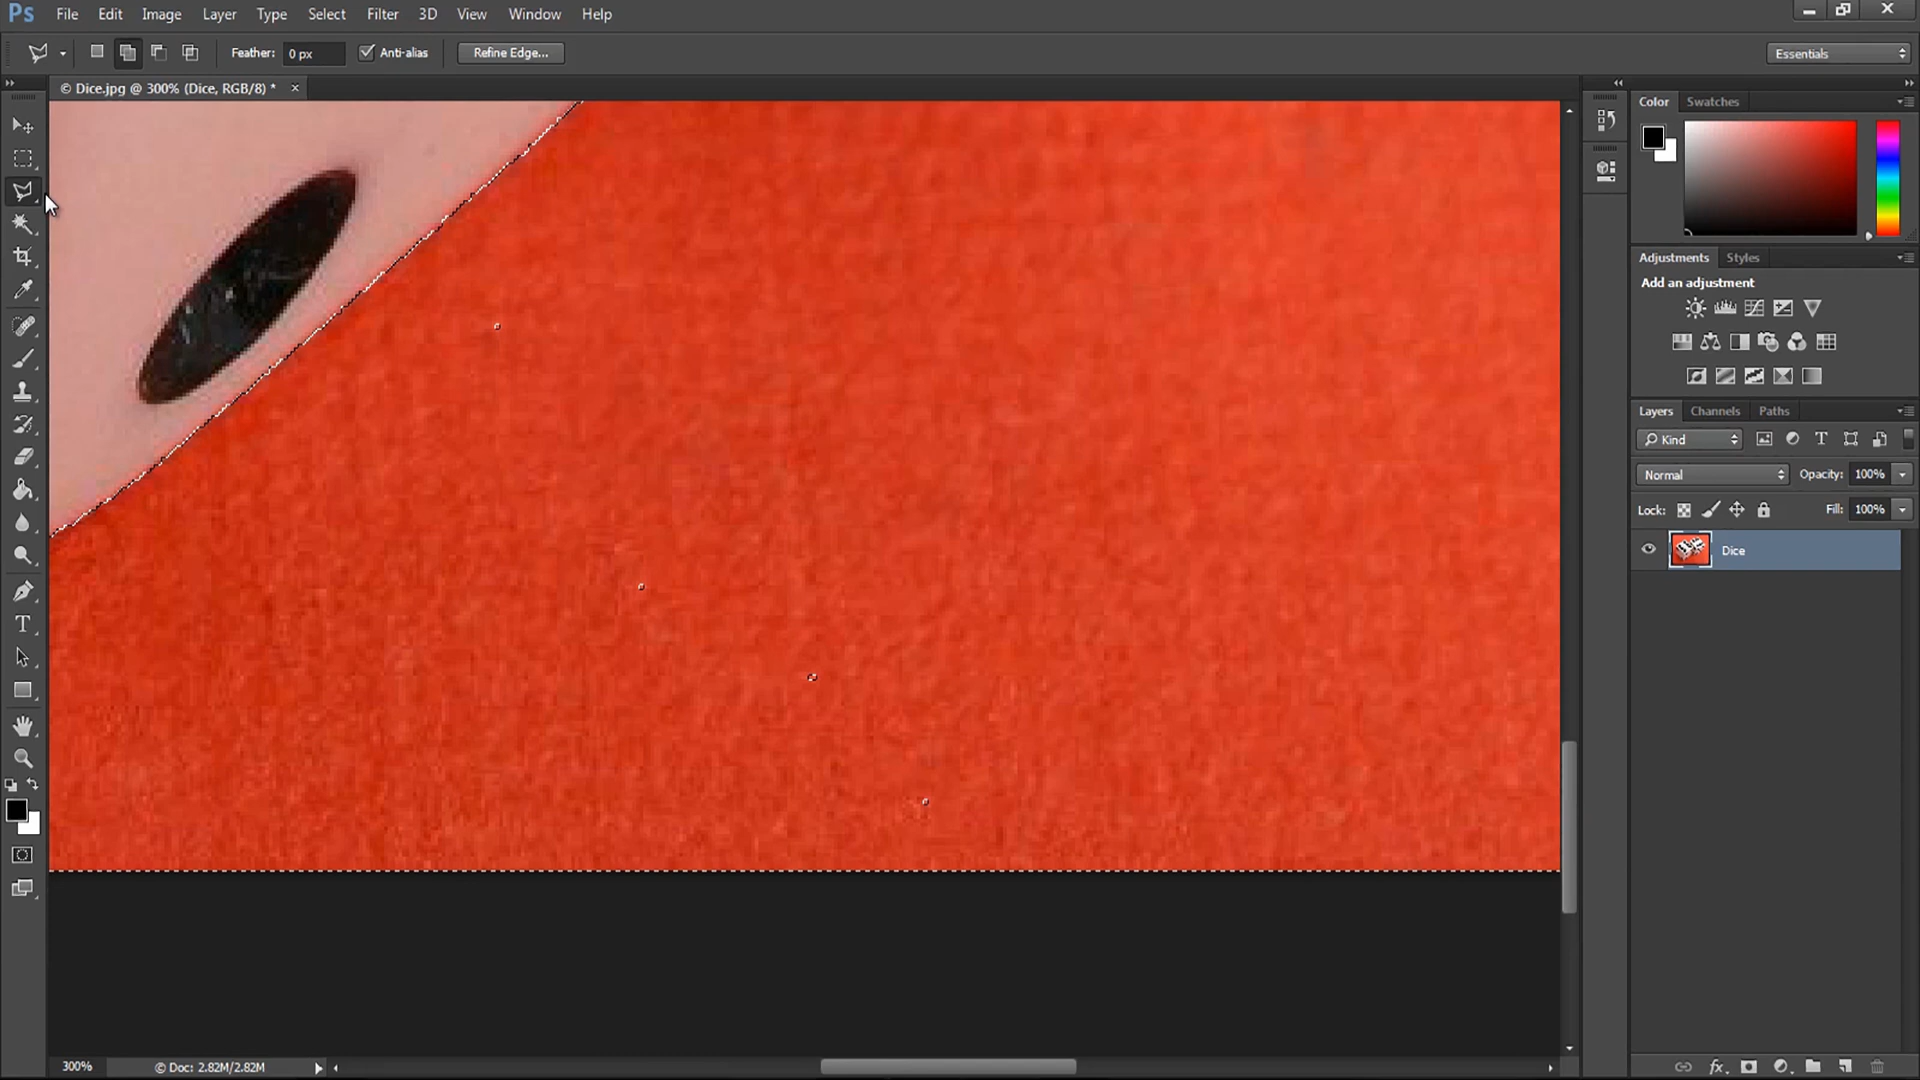 Ps File Edit Image Layer Type Select Filter 3D View Window Help
Feather: 0 px Anti-alias Refine Edge... Essentials
© Dice.jpg @ 300% (Dice, RGB/8) * ×
Color Swatches
Adjustments Styles
Add an adjustment
Layers Channels Paths
Kind
Normal Opacity: 100%
Lock: Fill: 100%
Dice
T
300% © Doc: 2.82M/2.82M
fx